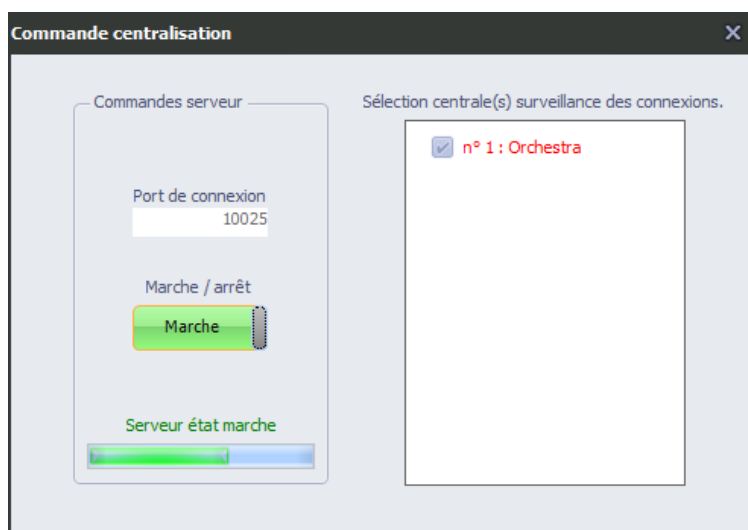 Commande centralisation
Commandes serveur
Sélection centrale(s) surveillance des connexions.
n° 1 : Orchestra
Port de connexion
10025
Marche / arrêt
Marche
Serveur état marche